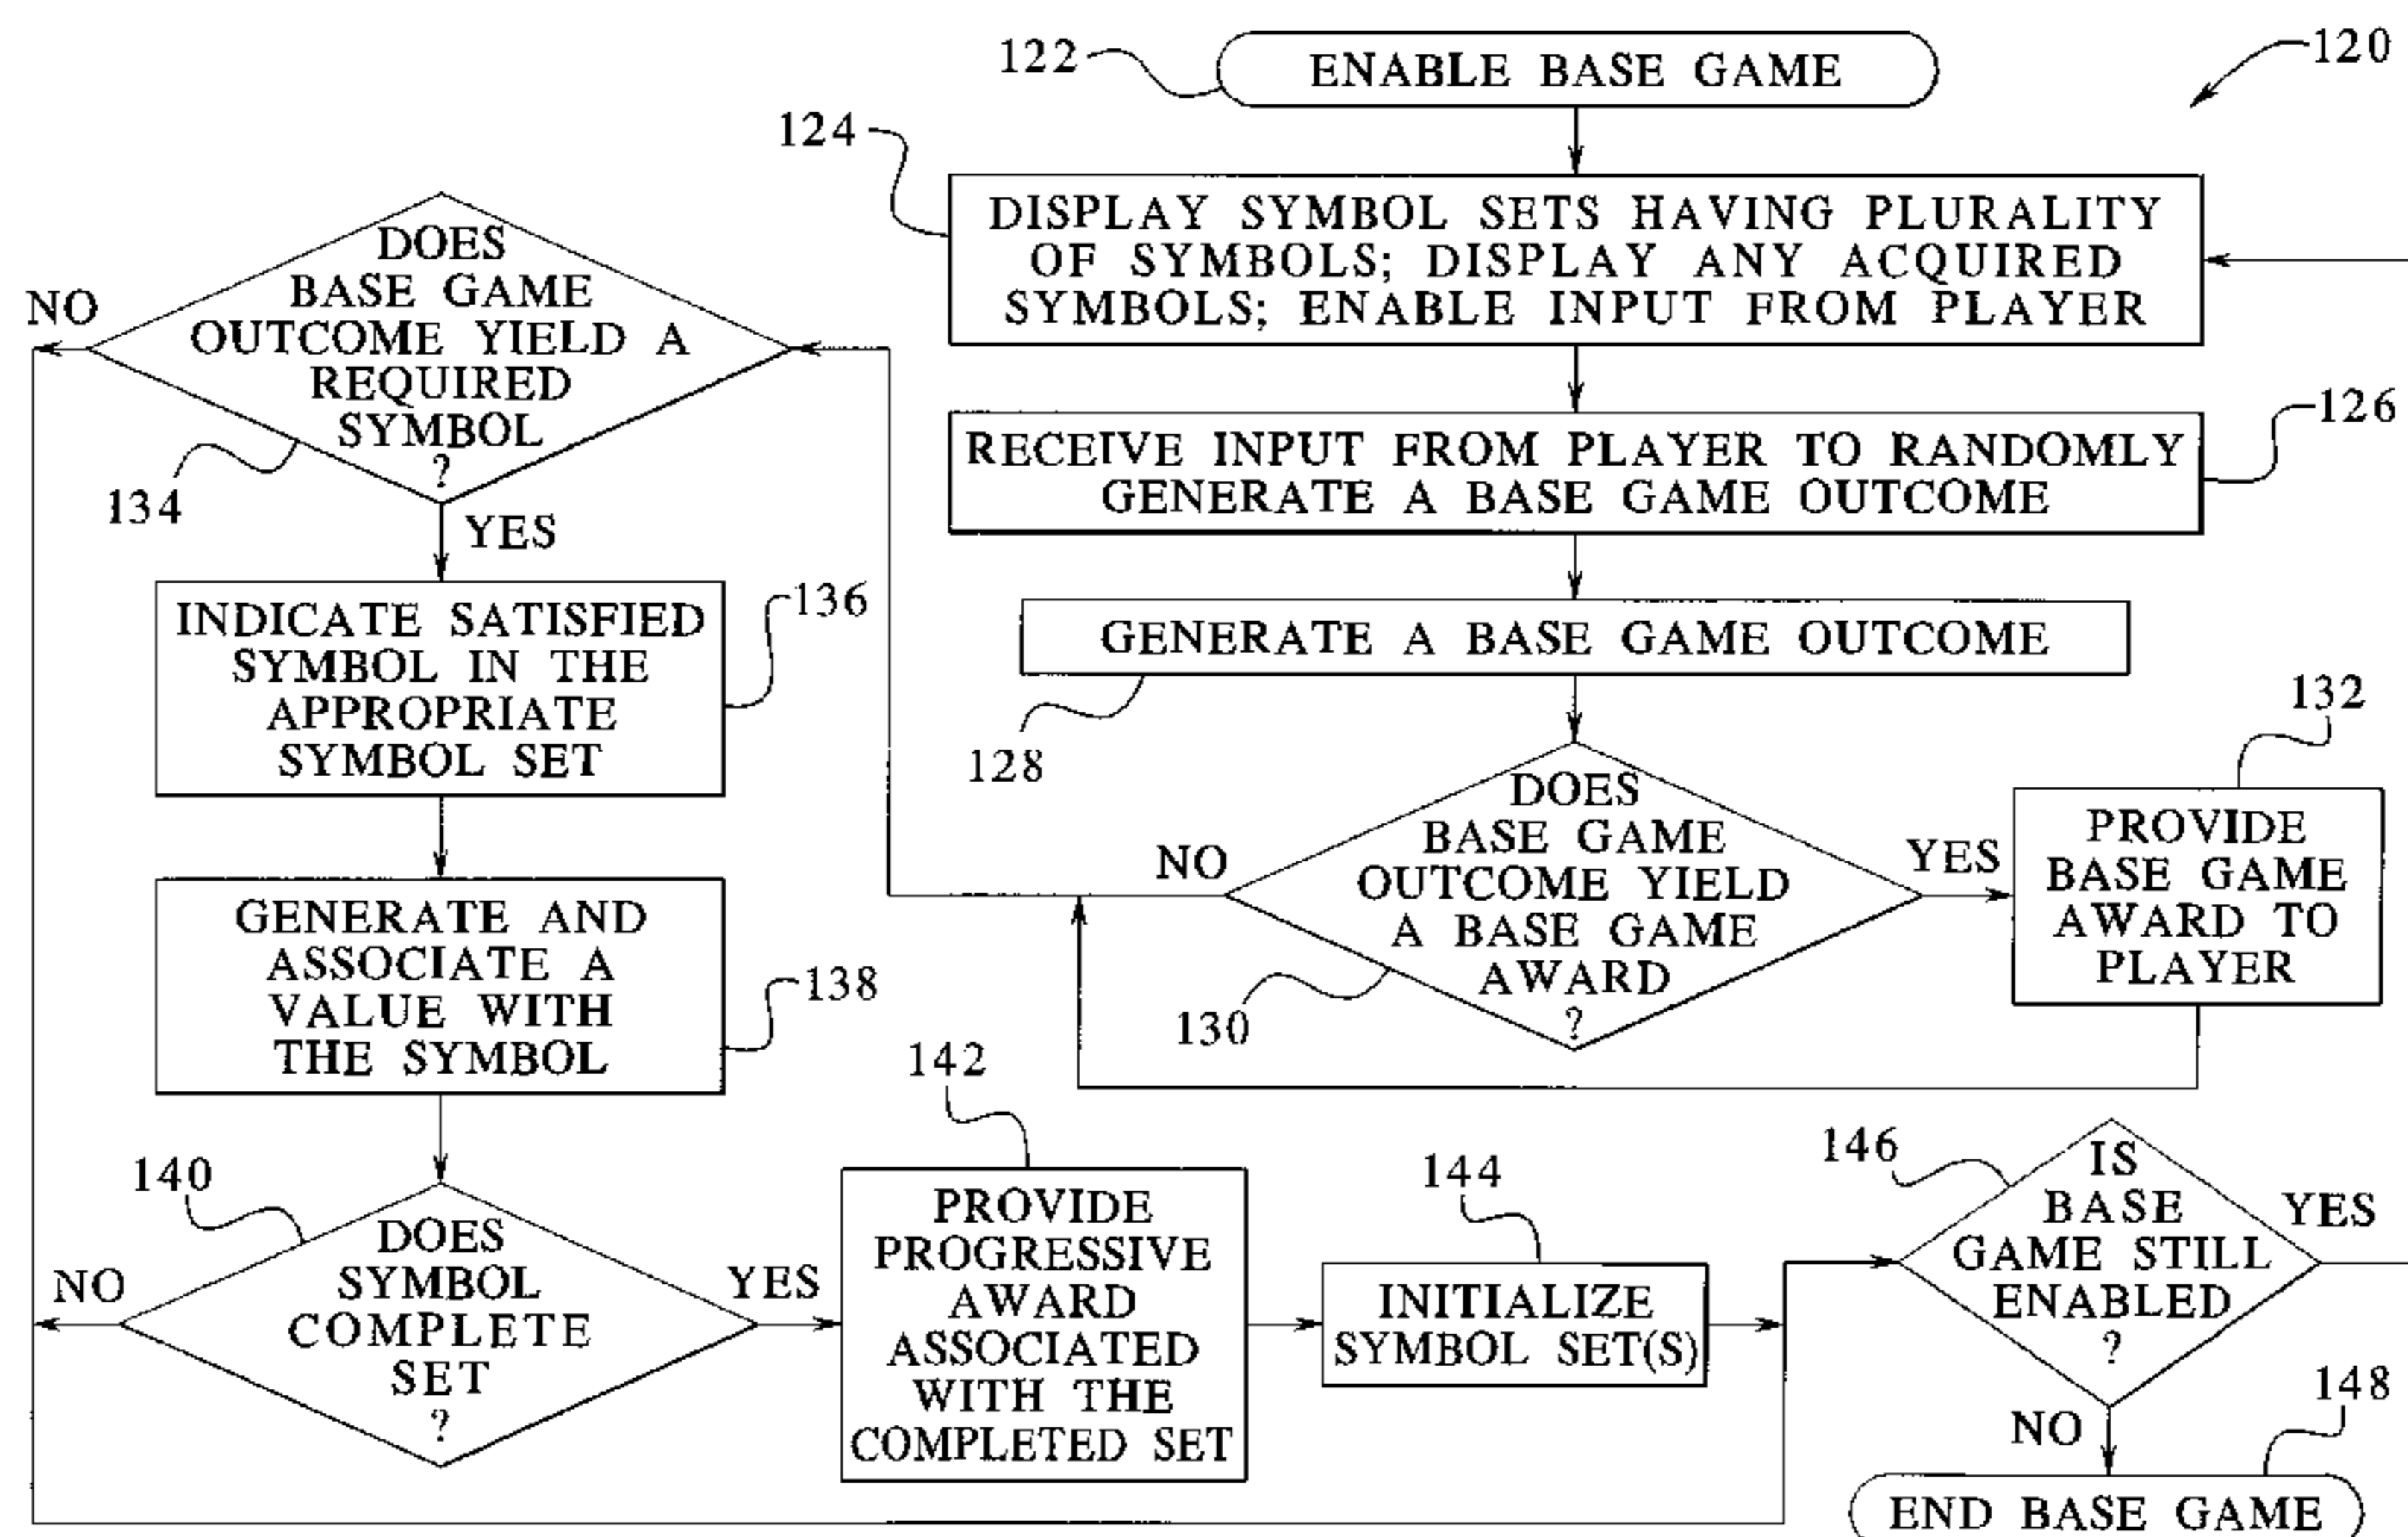 122
ENABLE BASE GAME
120
124
DISPLAY SYMBOL SETS HAVING PLURALITY
OF SYMBOLS; DISPLAY ANY ACQUIRED
SYMBOLS; ENABLE INPUT FROM PLAYER
126
RECEIVE INPUT FROM PLAYER TO RANDOMLY
GENERATE A BASE GAME OUTCOME
GENERATE A BASE GAME OUTCOME
128
DOES
BASE GAME
OUTCOME YIELD
A BASE GAME
AWARD
?
130
NO
YES
132
PROVIDE
BASE GAME
AWARD TO
PLAYER
DOES
BASE GAME
OUTCOME YIELD A
REQUIRED
SYMBOL
?
134
NO
YES
INDICATE SATISFIED
SYMBOL IN THE
APPROPRIATE
SYMBOL SET
136
GENERATE AND
ASSOCIATE A
VALUE WITH
THE SYMBOL
138
140
DOES
SYMBOL
COMPLETE
SET
?
NO
YES
142
PROVIDE
PROGRESSIVE
AWARD
ASSOCIATED
WITH THE
COMPLETED SET
144
INITIALIZE
SYMBOL SET(S)
146
IS
BASE
GAME STILL
ENABLED
?
YES
NO
148
END BASE GAME